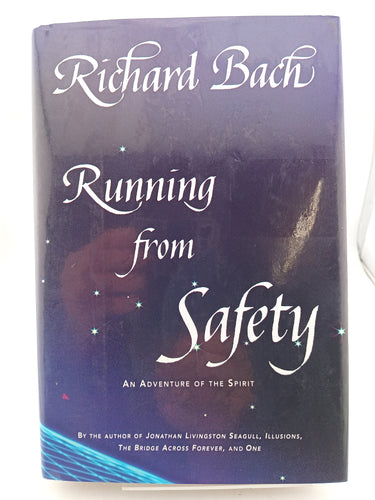 Richard Bach
Running
from
Safety
AN ADVENTURE OF THE SPIRIT
BY THE AUTHOR OF JONATHAN LIVINGSTON SEAGULL, ILLUSIONS,
THE BRIDGE ACROSS FOREVER, AND ONE